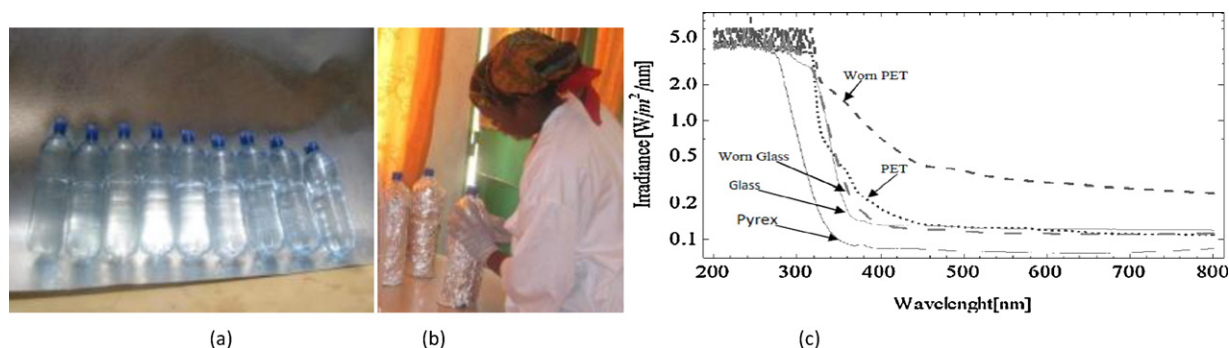 Irradiance[W/m²/nm]
5.0
2.0
1.0
0.5
0.2
0.1
Worn PET
Worn Glass
PET
Glass
Pyrex
200 300 400 500 600 700 800
Wavelenght[nm]
(a) (b) (c)